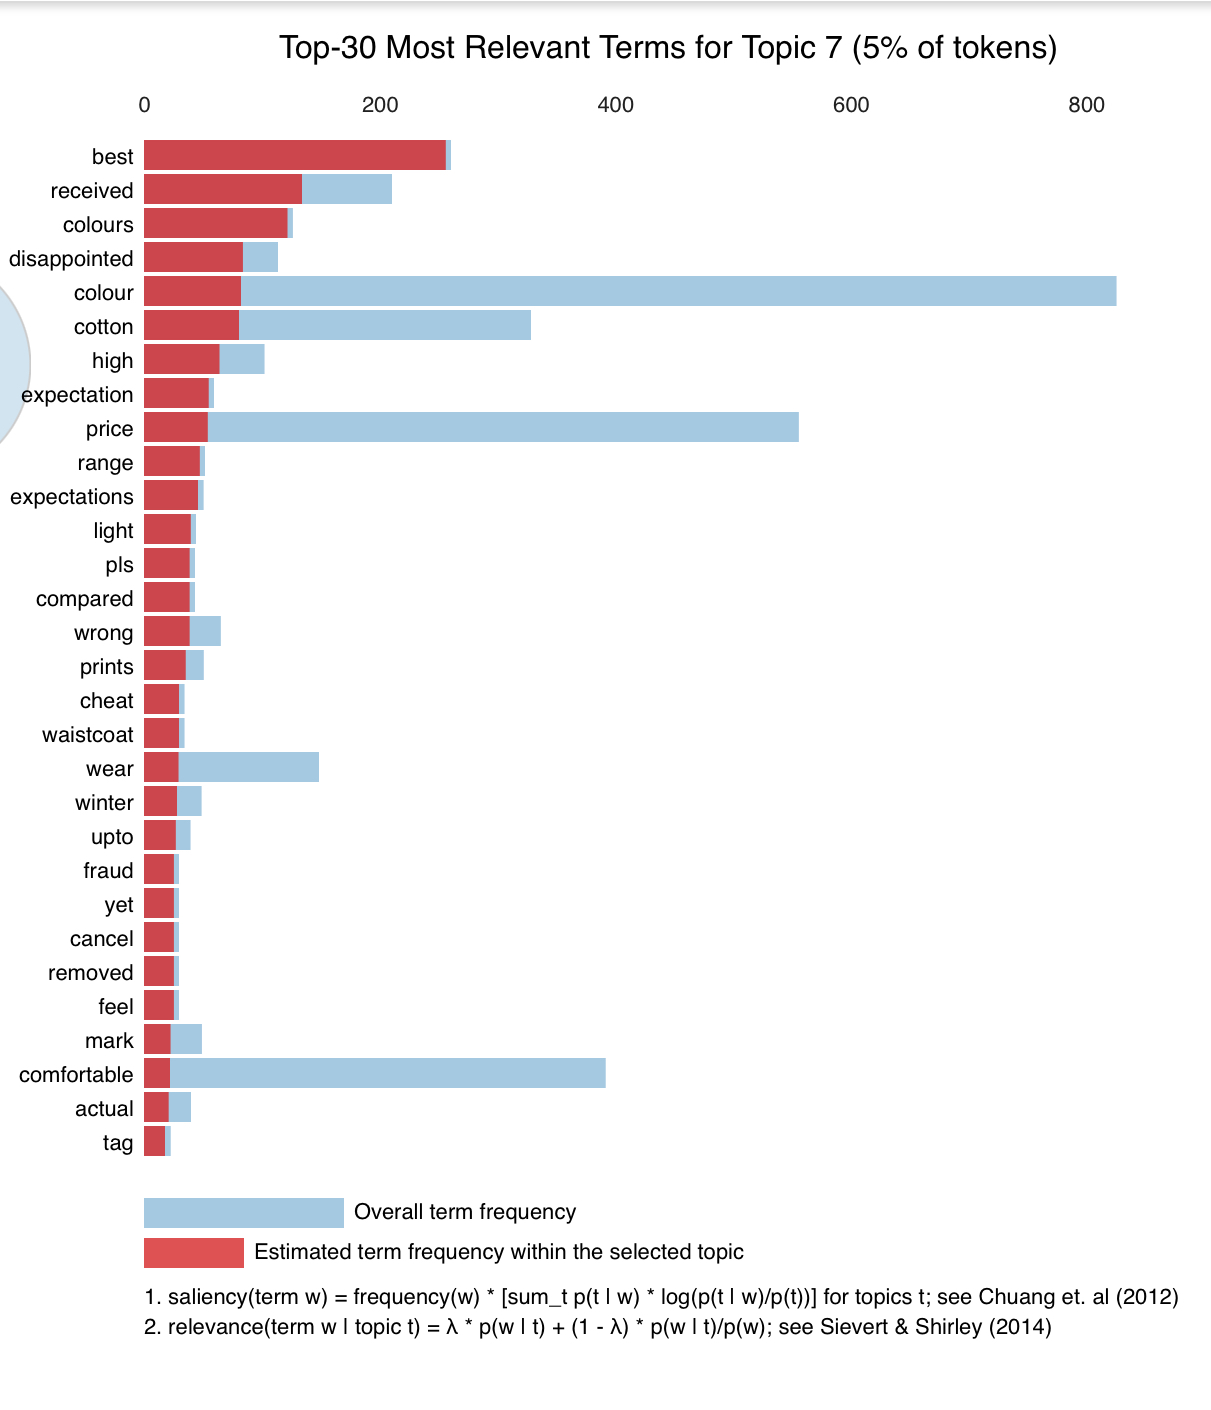 Top-30 Most Relevant Terms for Topic 7 (5% of tokens)
0 200 400 600 800
best
received
colours
disappointed
colour
cotton
high
expectation
price
range
expectations
light
pls
compared
wrong
prints
cheat
waistcoat
wear
winter
upto
fraud
yet
cancel
removed
feel
mark
comfortable
actual
tag
Overall term frequency
Estimated term frequency within the selected topic
1. saliency(term w) = frequency(w) * [sum_t p(t | w) * log(p(t | w)/p(t))] for topics t; see Chuang et. al (2012)
2. relevance(term w | topic t) = λ * p(w | t) + (1 - λ) * p(w | t)/p(w); see Sievert & Shirley (2014)